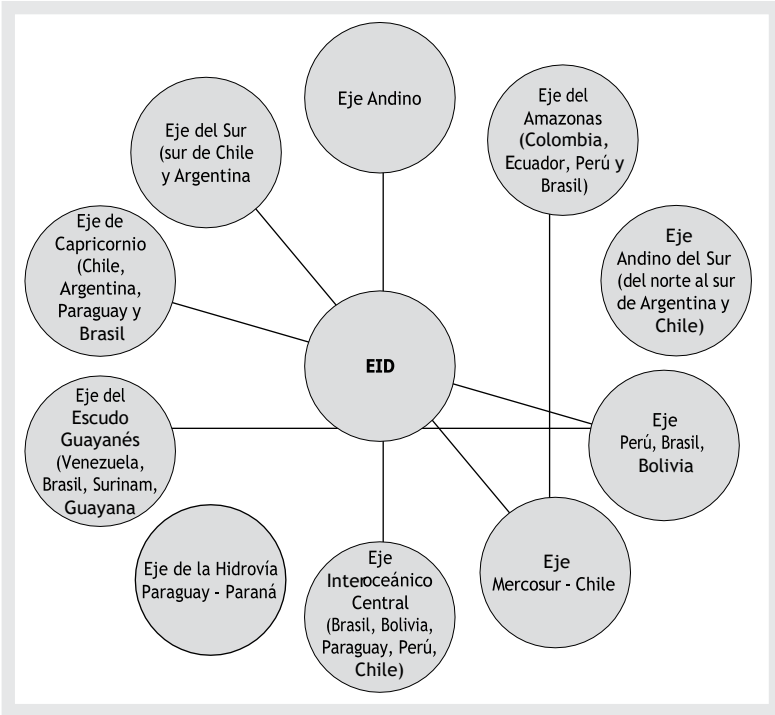 Eje Andino
Eje del
Amazonas
(Colombia,
Ecuador, Perú y
Brasil)
Eje del Sur
(sur de Chile
y Argentina
Eje de
Capricornio
(Chile,
Argentina,
Paraguay y
Brasil
Eje
Andino del Sur
(del norte al sur
de Argentina y
Chile)
EID
Eje del
Escudo
Guayanés
(Venezuela,
Brasil, Surinam,
Guayana
Eje
Perú, Brasil,
Bolivia
Eje de la Hidrovía
Paraguay - Paraná
Eje
Interoceánico
Central
(Brasil, Bolivia,
Paraguay, Perú,
Chile)
Eje
Mercosur - Chile